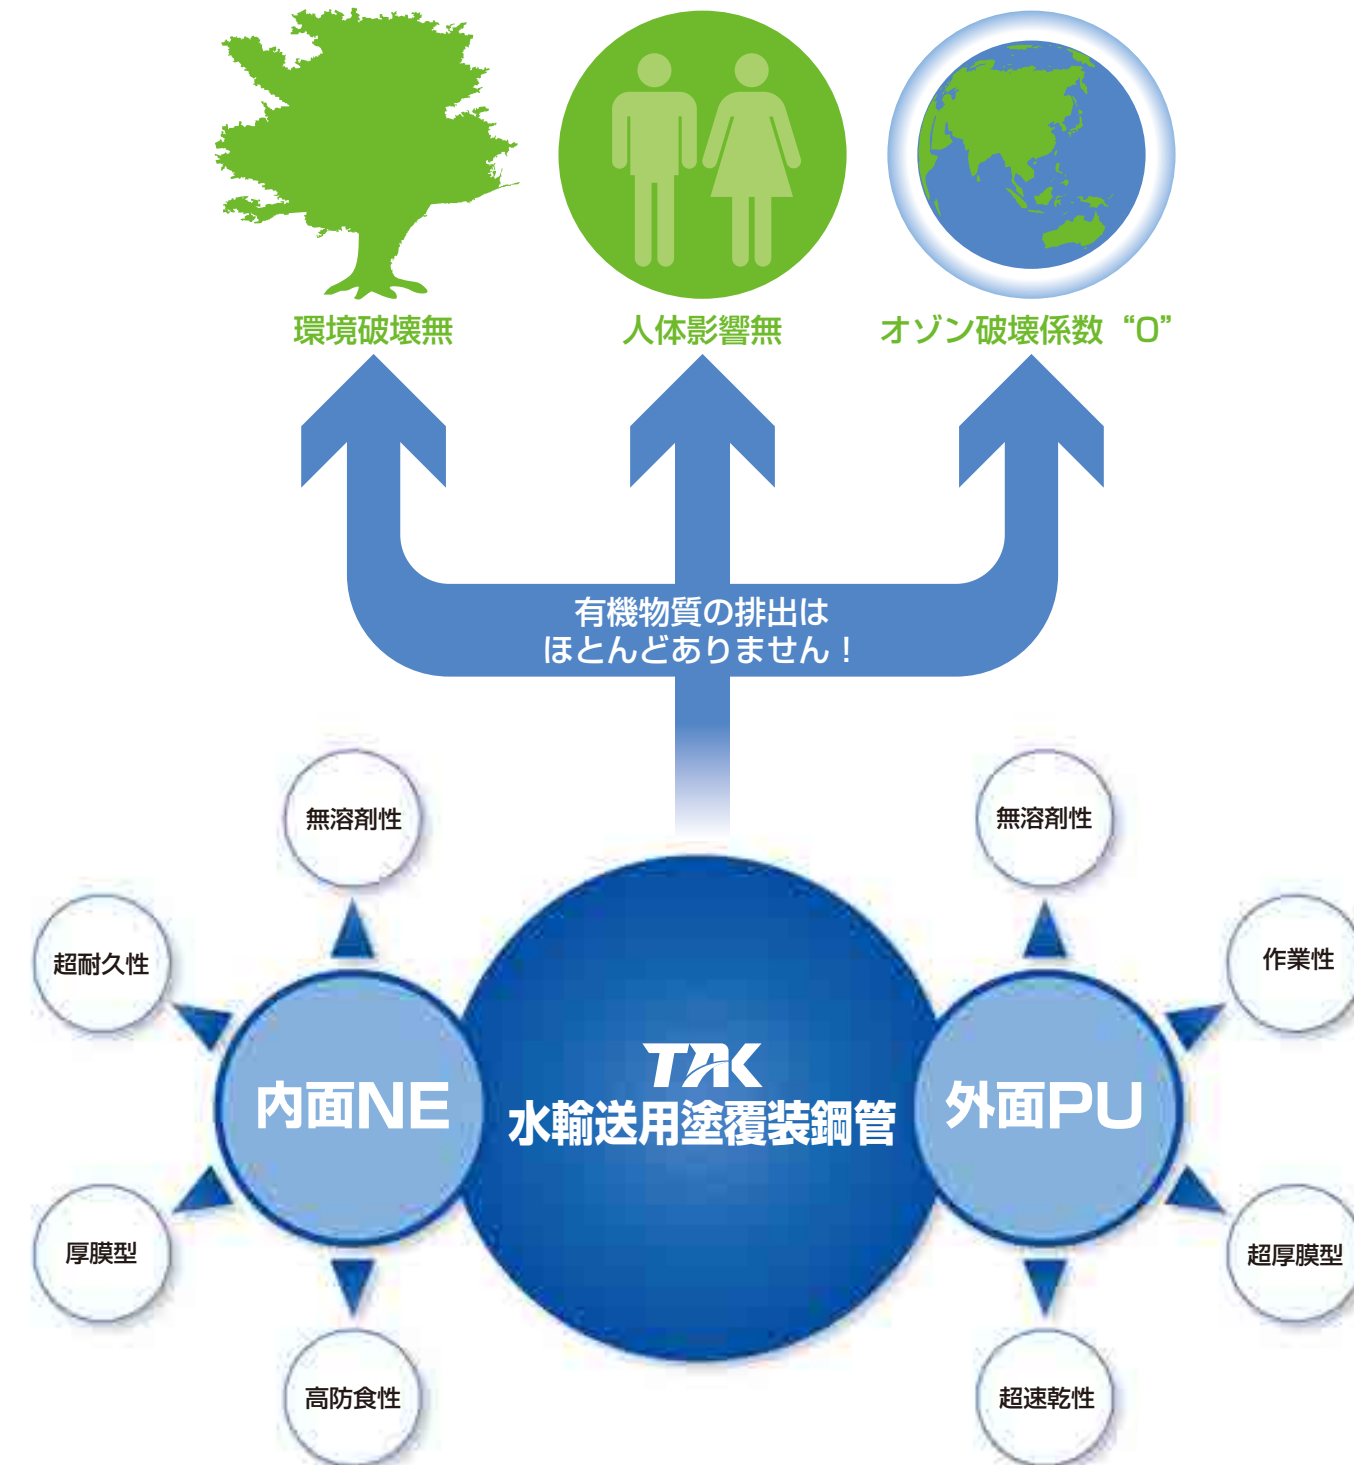 環境破壊無
人体影響無
オゾン破壊係数“0”
有機物質の排出は
ほとんどありません！
無溶剤性
無溶剤性
超耐久性
作業性
TAK
内面NE
水輸送用塗覆装鋼管
外面PU
厚膜型
超厚膜型
高防食性
超速乾性